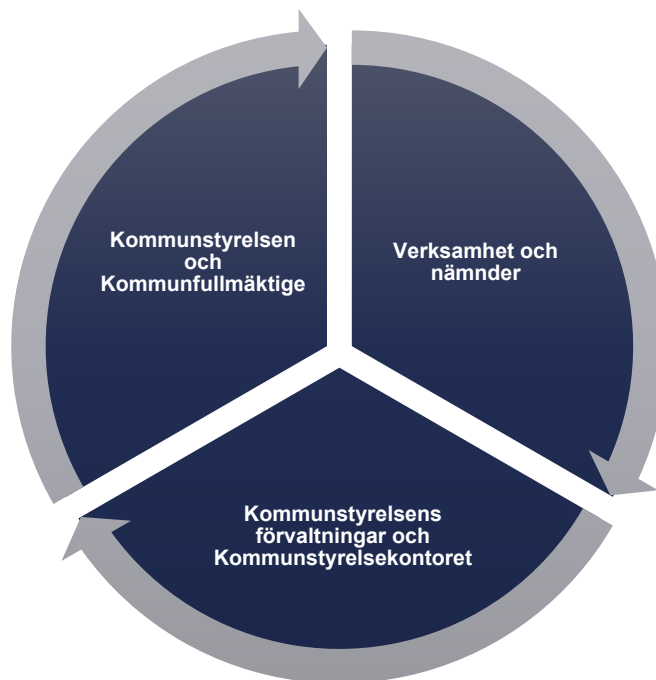 Kommunstyrelsen
och
Kommunfullmäktige
Verksamhet och
nämnder
Kommunstyrelsens
förvaltningar och
Kommunstyrelsekontoret